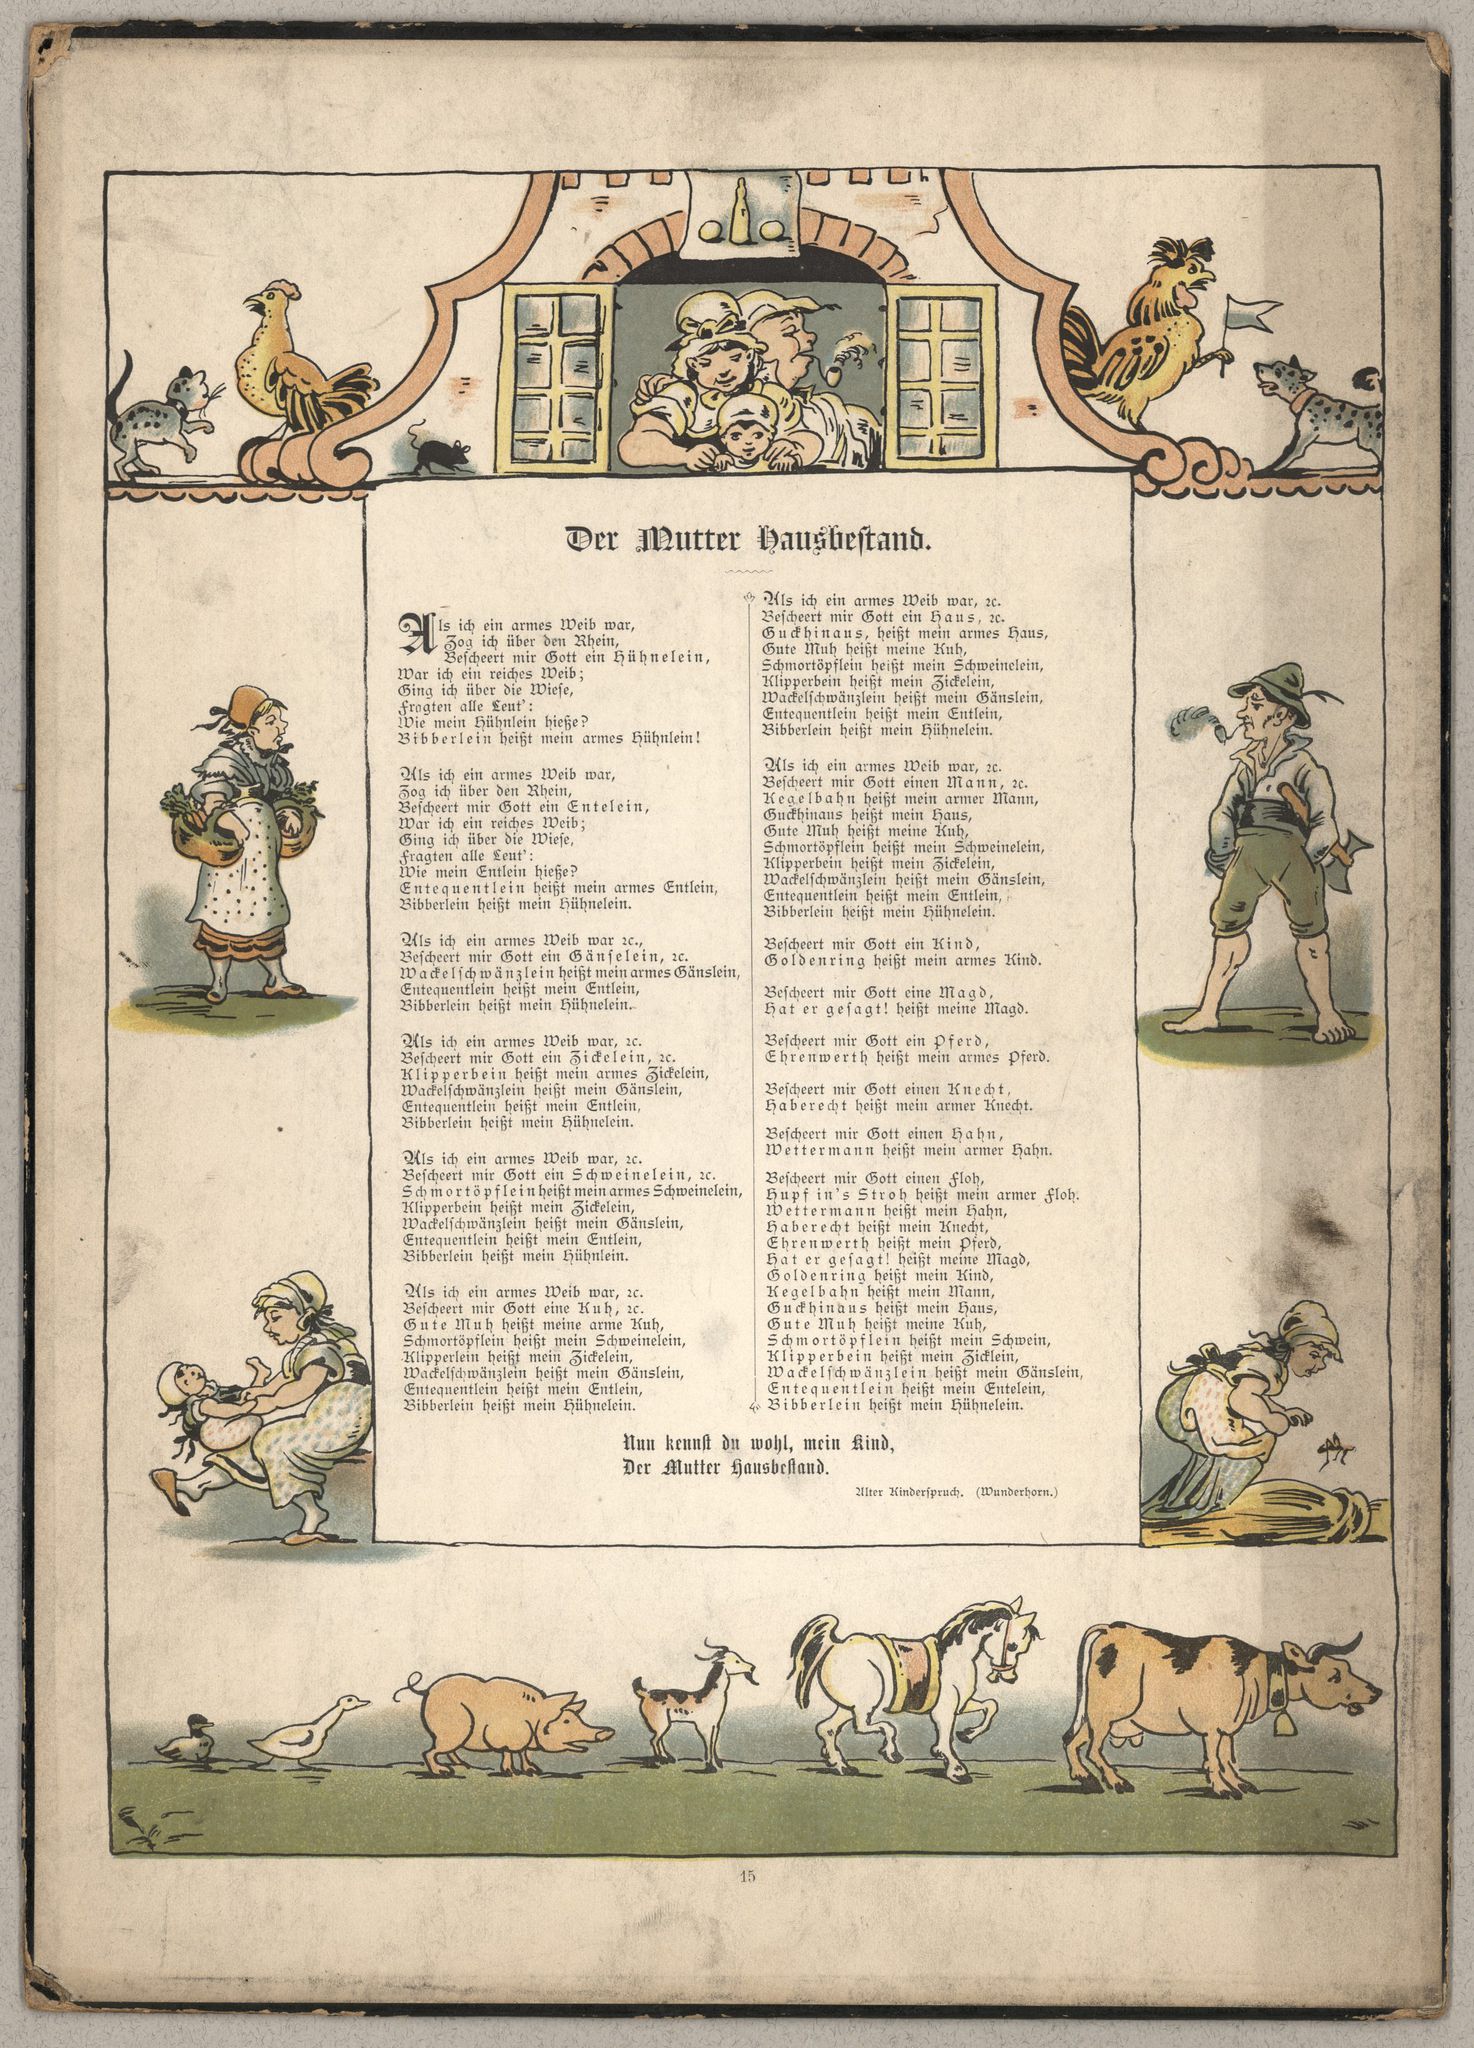 Der Mutter Hausbestand.
Als ich ein armes Weib war,
Zog ich über den Rhein,
Bescheert mir Gott ein Hühnelein,
War ich ein reiches Weib;
Ging ich über die Wiese,
Fragten alle Leut':
Wie mein Hühnlein hieße?
Bibberlein heißt mein armes Hühnlein!
Als ich ein armes Weib war,
Zog ich über den Rhein,
Bescheert mir Gott ein Entelein,
War ich ein reiches Weib;
Ging ich über die Wiese,
Fragten alle Leut':
Wie mein Entlein hieße?
Entequentlein heißt mein armes Entlein,
Bibberlein heißt mein Hühnelein.
Als ich ein armes Weib war ꝛc.,
Bescheert mir Gott ein Gänselein, ꝛc.
Wackelschwänzlein heißt mein armes Gänslein,
Entequentlein heißt mein Entlein,
Bibberlein heißt mein Hühnelein.
Als ich ein armes Weib war, ꝛc.
Bescheert mir Gott ein Zickelein, ꝛc.
Klipperbein heißt mein armes Zickelein,
Wackelschwänzlein heißt mein Gänslein,
Entequentlein heißt mein Entlein,
Bibberlein heißt mein Hühnelein.
Als ich ein armes Weib war, ꝛc.
Bescheert mir Gott ein Schweinelein, ꝛc.
Schmortöpflein heißt mein armes Schweinelein,
Klipperbein heißt mein Zickelein,
Wackelschwänzlein heißt mein Gänslein,
Entequentlein heißt mein Entlein,
Bibberlein heißt mein Hühnlein.
Als ich ein armes Weib war, ꝛc.
Bescheert mir Gott eine Kuh, ꝛc.
Gute Muh heißt meine arme Kuh,
Schmortöpflein heißt mein Schweinelein,
Klipperlein heißt mein Zickelein,
Wackelschwänzlein heißt mein Gänslein,
Entequentlein heißt mein Entlein,
Bibberlein heißt mein Hühnelein.
Als ich ein armes Weib war, ꝛc.
Bescheert mir Gott ein Haus, ꝛc.
Guckhinaus, heißt mein armes Haus,
Gute Muh heißt meine Kuh,
Schmortöpflein heißt mein Schweinelein,
Klipperbein heißt mein Zickelein,
Wackelschwänzlein heißt mein Gänslein,
Entequentlein heißt mein Entlein,
Bibberlein heißt mein Hühnelein.
Als ich ein armes Weib war, ꝛc.
Bescheert mir Gott einen Mann, ꝛc.
Kegelbahn heißt mein armer Mann,
Guckhinaus heißt mein Haus,
Gute Muh heißt meine Kuh,
Schmortöpflein heißt mein Schweinelein,
Klipperbein heißt mein Zickelein,
Wackelschwänzlein heißt mein Gänslein,
Entequentlein heißt mein Entlein,
Bibberlein heißt mein Hühnelein.
Bescheert mir Gott ein Kind,
Goldenring heißt mein armes Kind.
Bescheert mir Gott eine Magd,
Hat er gesagt! heißt meine Magd.
Bescheert mir Gott ein Pferd,
Ehrenwerth heißt mein armes Pferd.
Bescheert mir Gott einen Knecht,
Haberecht heißt mein armer Knecht.
Bescheert mir Gott einen Hahn,
Wettermann heißt mein armer Hahn.
Bescheert mir Gott einen Floh,
Hupf in's Stroh heißt mein armer Floh.
Wettermann heißt mein Hahn,
Haberecht heißt mein Knecht,
Ehrenwerth heißt mein Pferd,
Hat er gesagt! heißt meine Magd,
Goldenring heißt mein Kind,
Kegelbahn heißt mein Mann,
Guckhinaus heißt mein Haus,
Gute Muh heißt meine Kuh,
Schmortöpflein heißt mein Schwein,
Klipperbein heißt mein Zicklein,
Wackelschwänzlein heißt mein Gänslein,
Entequentlein heißt mein Entelein,
Bibberlein heißt mein Hühnelein.
Nun kennst du wohl, mein Kind,
Der Mutter Hausbestand.
Alter Kinderspruch. (Wunderhorn.)
15